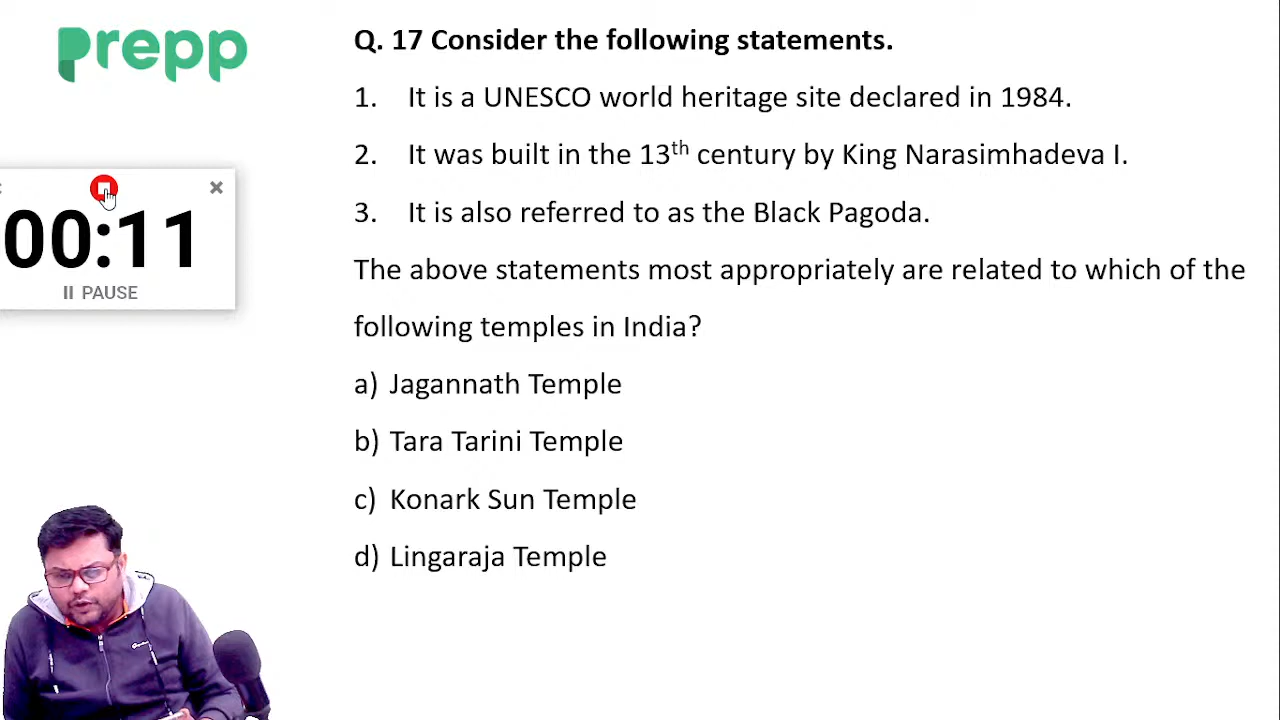 prepp
Q. 17 Consider the following statements.
1. It is a UNESCO world heritage site declared in 1984.
2. It was built in the 13th century by King Narasimhadeva I.
3. It is also referred to as the Black Pagoda.
00:11
PAUSE
The above statements most appropriately are related to which of the
following temples in India?
a) Jagannath Temple
b) Tara Tarini Temple
c) Konark Sun Temple
d) Lingaraja Temple